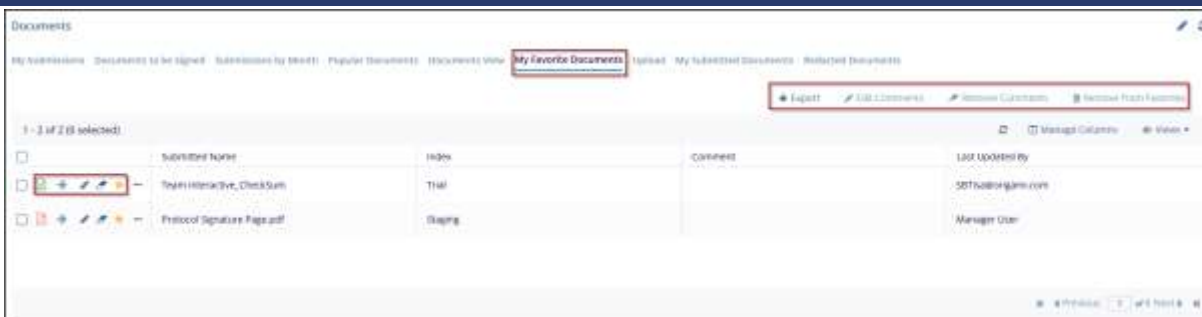 Documents
My Submissions Documents to be Signed Submissions by Month Popular Documents Documents View My Favorite Documents Upload My Submitted Documents Redacted Documents
Export Edit Comments Remove Comments Remove From Favorites
1 - 2 of 2 (0 selected) Manage Columns Views
Submitted Name Index Comment Last Updated By
Team Interactive, CheckSum Trial
Protocol Signature Page.pdf Staging Manager User
Previous 1 of 1 Next